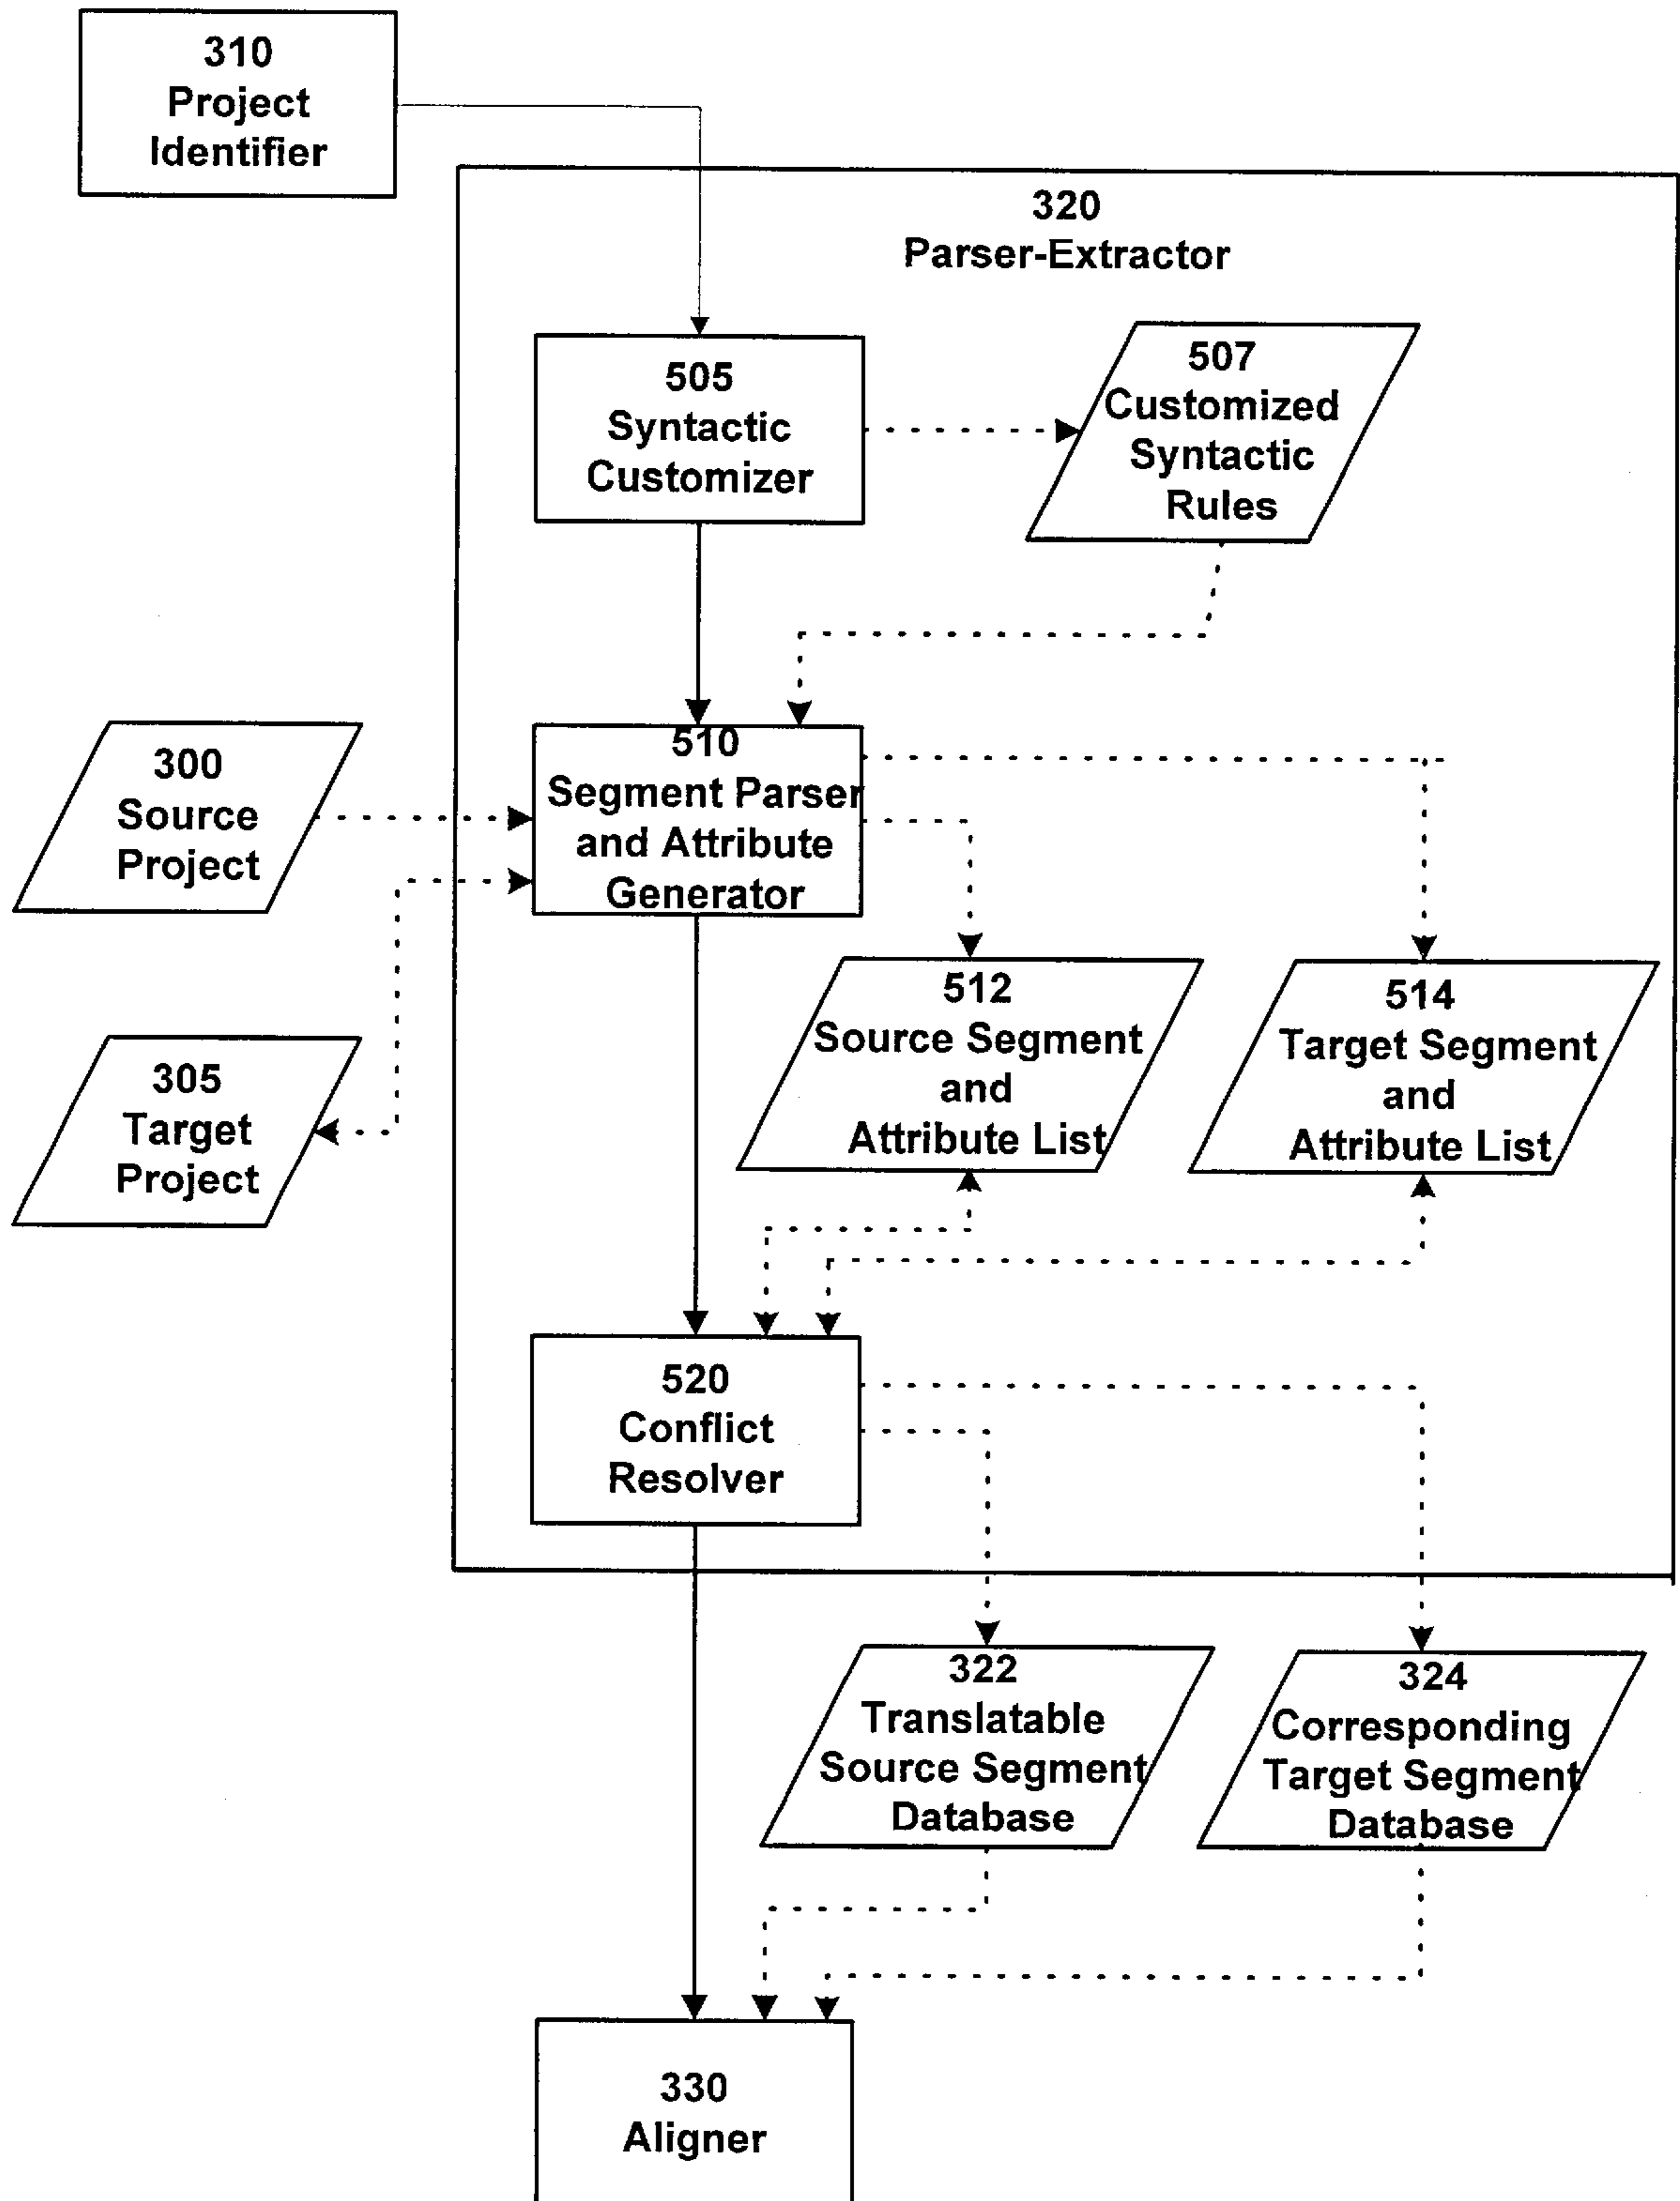 310
Project
Identifier
320
Parser-Extractor
505
Syntactic
Customizer
507
Customized
Syntactic
Rules
300
Source
Project
510
Segment Parser
and Attribute
Generator
305
Target
Project
512
Source Segment
and
Attribute List
514
Target Segment
and
Attribute List
520
Conflict
Resolver
322
Translatable
Source Segment
Database
324
Corresponding
Target Segment
Database
330
Aligner